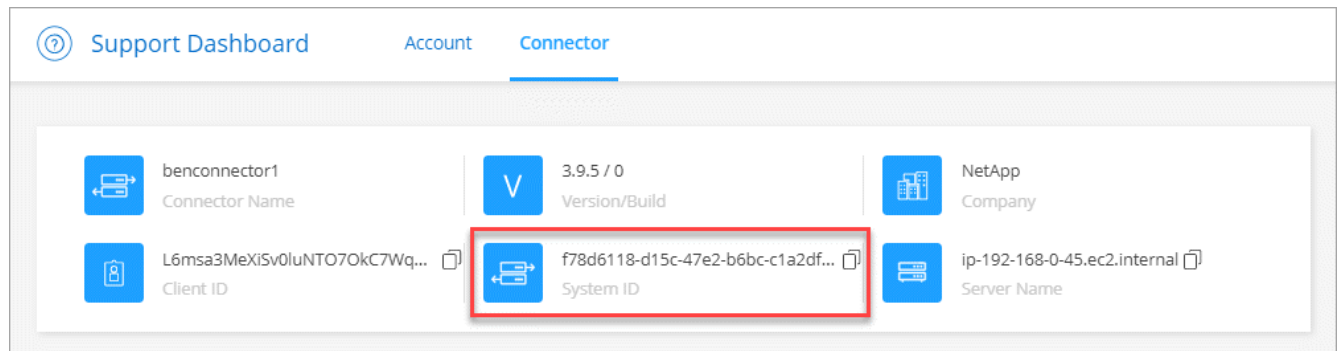 Support Dashboard Account Connector
benconnector1 3.9.5 / 0 NetApp
Connector Name V Version/Build Company
L6msa3MeXiSv0luNTO7OkC7Wq... f78d6118-d15c-47e2-b6bc-c1a2df... ip-192-168-0-45.ec2.internal
Client ID System ID Server Name